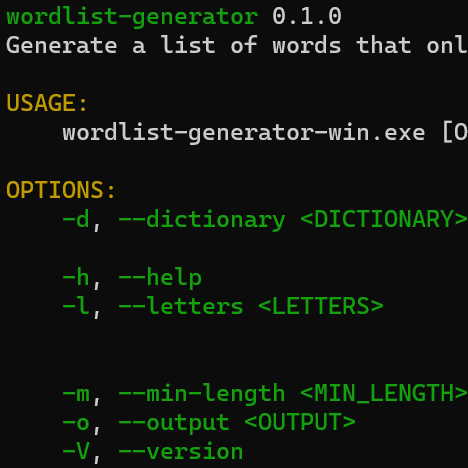 wordlist-generator 0.1.0
Generate a list of words that onl
USAGE:
wordlist-generator-win.exe [O
OPTIONS:
-d, --dictionary <DICTIONARY>
-h, --help
-l, --letters <LETTERS>
-m, --min-length <MIN_LENGTH>
-o, --output <OUTPUT>
-V, --version